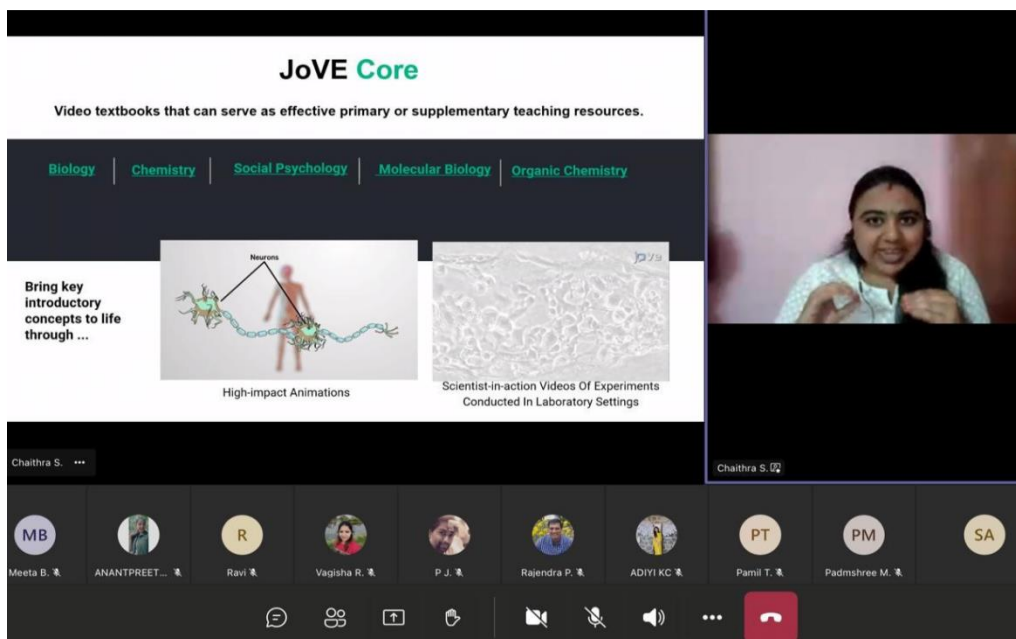 JoVE Core
Video textbooks that can serve as effective primary or supplementary teaching resources.
Biology
Chemistry
Social Psychology
Molecular Biology
Organic Chemistry
Bring key
introductory
concepts to life
through ...
Neurons
jove
High-impact Animations
Scientist-in-action Videos Of Experiments
Conducted In Laboratory Settings
Chaithra S.
Chaithra S.
MB
R
PT
PM
SA
Meeta B.
ANANTPREET...
Ravi
Vagisha R.
P J.
Rajendra P.
ADIYI KC
Pamil T.
Padmshree M.